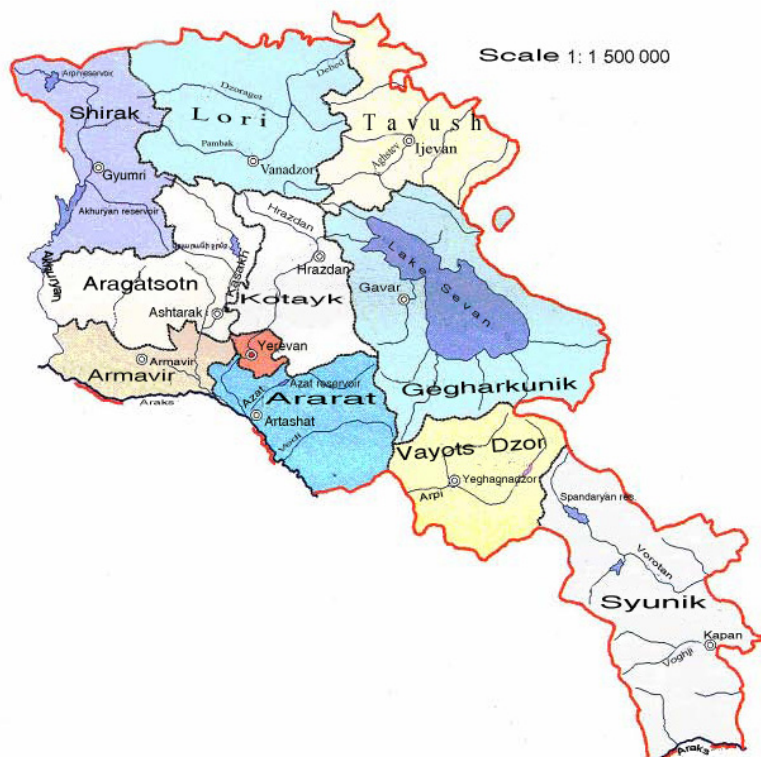 Scale 1: 1 500 000
Arpi reservoir
Shirak
Debed
Dzoraget
Lori
Tavush
Pambak
Vanadzor
Aghstev
Ijevan
Gyumri
Akhuryan reservoir
Hrazdan
Hrazdan
Lake Sevan
Akhuryan
Aragatsotn
Kasakh
Kotayk
Gavar
Ashtarak
Yerevan
Armavir
Armavir
Gegharkunik
Azat reservoir
Azat
Ararat
Araks
Artashat
Vedi
Vayots Dzor
Yeghagnadzor
Arpi
Spandaryan res.
Vorotan
Syunik
Kapan
Voghji
Araks